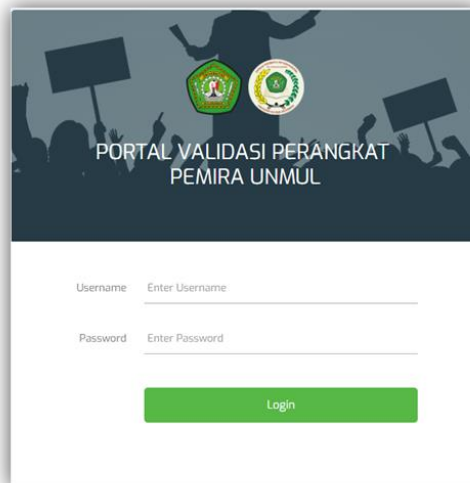 PORTAL VALIDASI PERANGKAT
PEMIRA UNMUL
Username Enter Username
Password Enter Password
Login